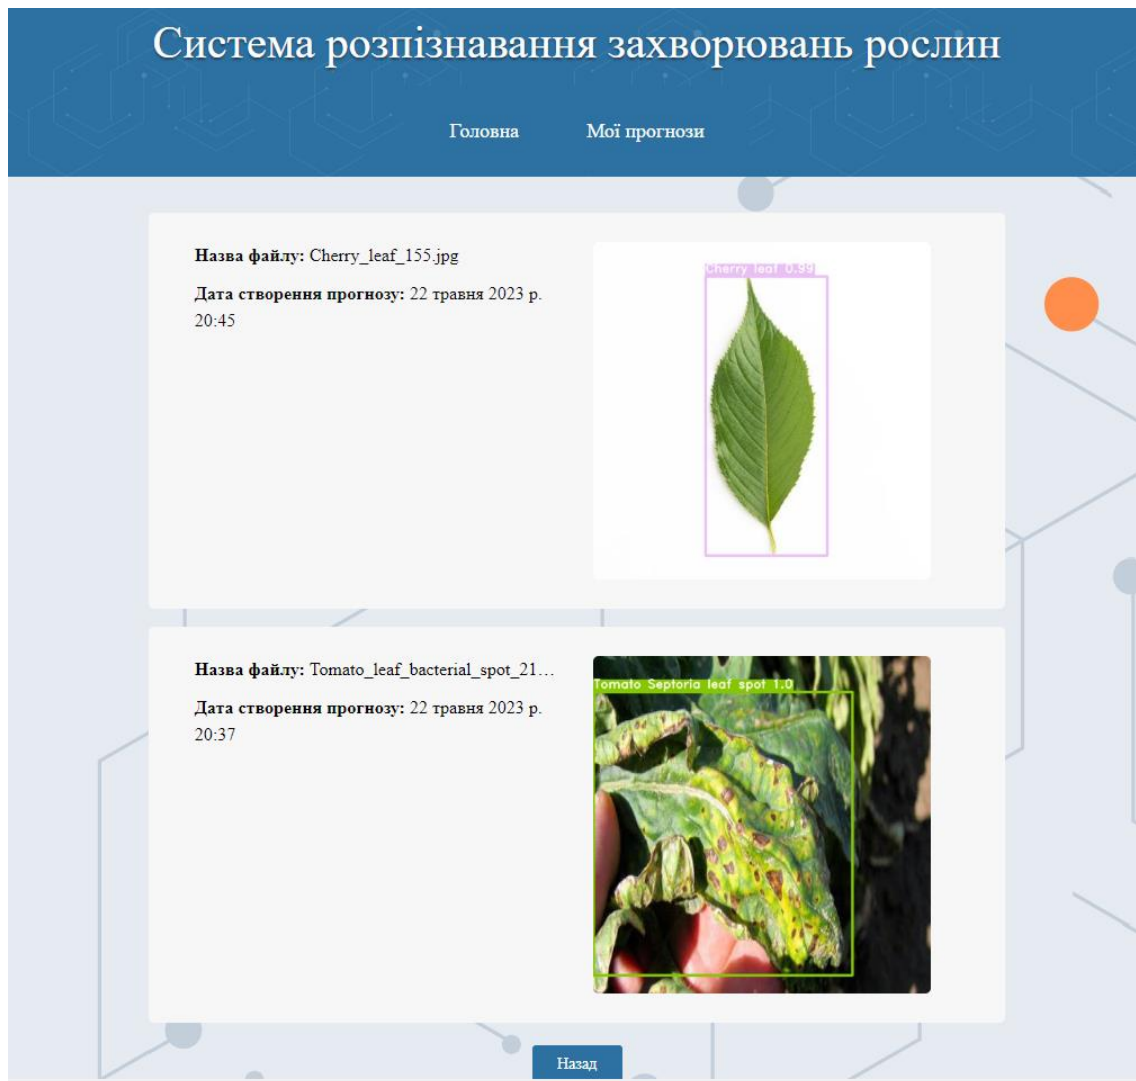 Система розпізнавання захворювань рослин
Головна Мої прогнози
Назва файлу: Cherry_leaf_155.jpg
Дата створення прогнозу: 22 травня 2023 р.
20:45
Cherry leaf 0.99
Назва файлу: Tomato_leaf_bacterial_spot_21…
Дата створення прогнозу: 22 травня 2023 р.
20:37
Tomato Septoria leaf spot 1.0
Назад